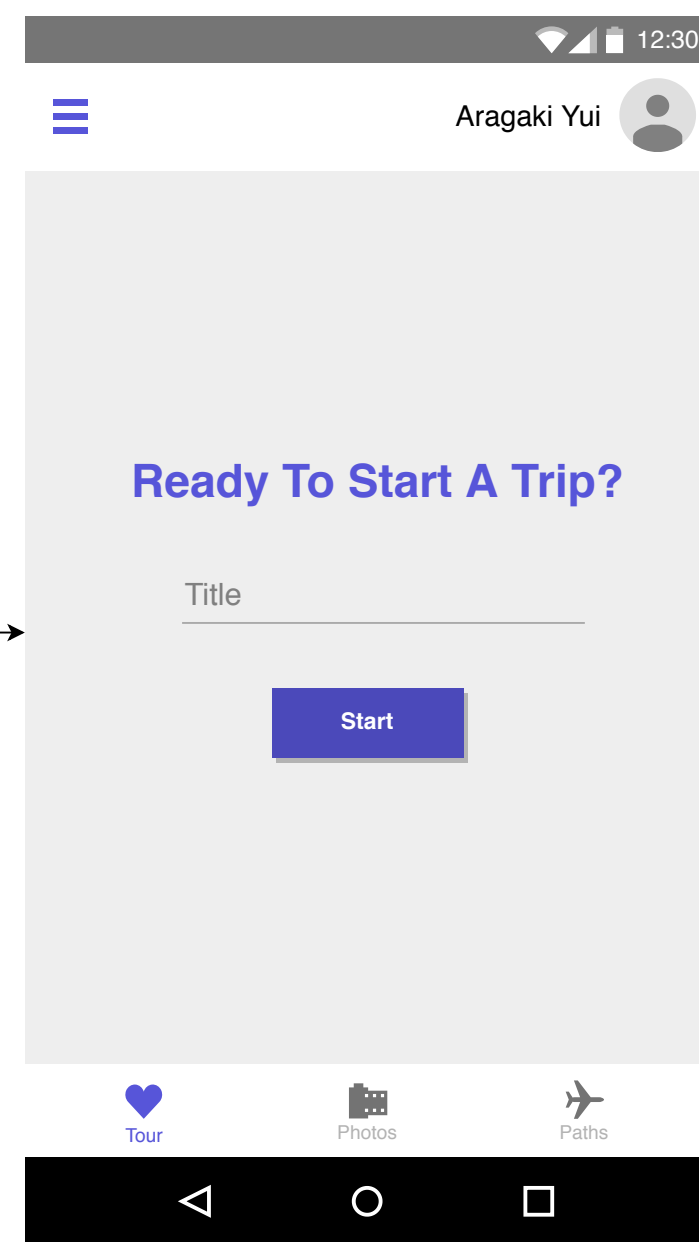 12:30
Aragaki Yui
Ready To Start A Trip?
Title
Start
Tour
Photos
Paths